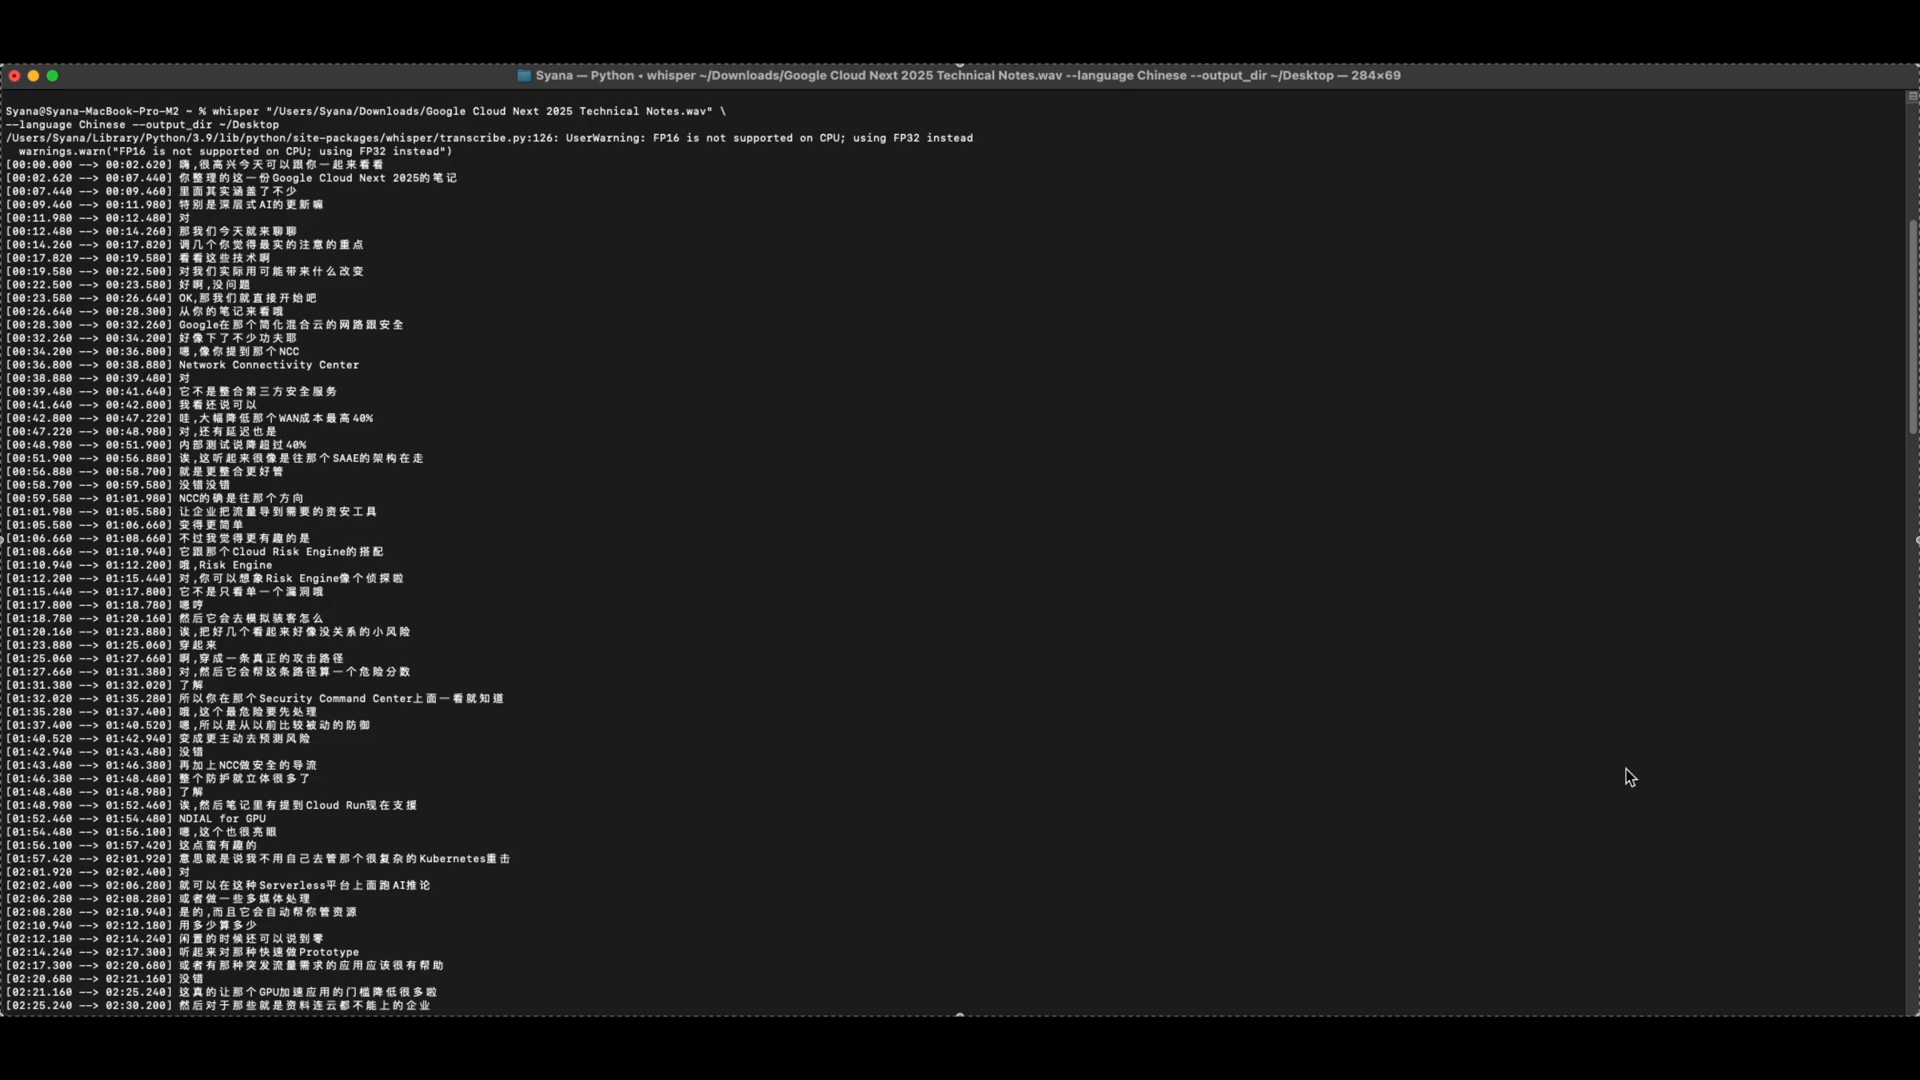 Syana — Python ◂ whisper ~/Downloads/Google Cloud Next 2025 Technical Notes.wav --language Chinese --output_dir ~/Desktop — 284×69
Syana@Syana-MacBook-Pro-M2 ~ % whisper "/Users/Syana/Downloads/Google Cloud Next 2025 Technical Notes.wav" \
--language Chinese --output_dir ~/Desktop
/Users/Syana/Library/Python/3.9/lib/python/site-packages/whisper/transcribe.py:126: UserWarning: FP16 is not supported on CPU; using FP32 instead
  warnings.warn("FP16 is not supported on CPU; using FP32 instead")
[00:00.000 --> 00:02.620] 嗨,很高兴今天可以跟你一起来看看
[00:02.620 --> 00:07.440] 你整理的这一份Google Cloud Next 2025的笔记
[00:07.440 --> 00:09.460] 里面其实涵盖了不少
[00:09.460 --> 00:11.980] 特别是深层式AI的更新嘛
[00:11.980 --> 00:12.480] 对
[00:12.480 --> 00:14.260] 那我们今天就来聊聊
[00:14.260 --> 00:17.820] 调几个你觉得最实的注意的重点
[00:17.820 --> 00:19.580] 看看这些技术啊
[00:19.580 --> 00:22.500] 对我们实际用可能带来什么改变
[00:22.500 --> 00:23.580] 好啊,没问题
[00:23.580 --> 00:26.640] OK,那我们就直接开始吧
[00:26.640 --> 00:28.300] 从你的笔记来看哦
[00:28.300 --> 00:32.260] Google在那个简化混合云的网路跟安全
[00:32.260 --> 00:34.200] 好像下了不少功夫耶
[00:34.200 --> 00:36.800] 嗯,像你提到那个NCC
[00:36.800 --> 00:38.880] Network Connectivity Center
[00:38.880 --> 00:39.480] 对
[00:39.480 --> 00:41.640] 它不是整合第三方安全服务
[00:41.640 --> 00:42.800] 我看还说可以
[00:42.800 --> 00:47.220] 哇,大幅降低那个WAN成本最高40%
[00:47.220 --> 00:48.980] 对,还有延迟也是
[00:48.980 --> 00:51.900] 内部测试说降超过40%
[00:51.900 --> 00:56.880] 诶,这听起来很像是往那个SAAE的架构在走
[00:56.880 --> 00:58.700] 就是更整合更好管
[00:58.700 --> 00:59.580] 没错没错
[00:59.580 --> 01:01.980] NCC的确是往那个方向
[01:01.980 --> 01:05.580] 让企业把流量导到需要的资安工具
[01:05.580 --> 01:06.660] 变得更简单
[01:06.660 --> 01:08.660] 不过我觉得更有趣的是
[01:08.660 --> 01:10.940] 它跟那个Cloud Risk Engine的搭配
[01:10.940 --> 01:12.200] 哦,Risk Engine
[01:12.200 --> 01:15.440] 对,你可以想象Risk Engine像个侦探啦
[01:15.440 --> 01:17.800] 它不是只看单一个漏洞哦
[01:17.800 --> 01:18.780] 嗯哼
[01:18.780 --> 01:20.160] 然后它会去模拟骇客怎么
[01:20.160 --> 01:23.880] 诶,把好几个看起来好像没关系的小风险
[01:23.880 --> 01:25.060] 穿起来
[01:25.060 --> 01:27.660] 啊,穿成一条真正的攻击路径
[01:27.660 --> 01:31.380] 对,然后它会帮这条路径算一个危险分数
[01:31.380 --> 01:32.020] 了解
[01:32.020 --> 01:35.280] 所以你在那个Security Command Center上面一看就知道
[01:35.280 --> 01:37.400] 哦,这个最危险要先处理
[01:37.400 --> 01:40.520] 嗯,所以是从以前比较被动的防御
[01:40.520 --> 01:42.940] 变成更主动去预测风险
[01:42.940 --> 01:43.480] 没错
[01:43.480 --> 01:46.380] 再加上NCC做安全的导流
[01:46.380 --> 01:48.480] 整个防护就立体很多了
[01:48.480 --> 01:48.980] 了解
[01:48.980 --> 01:52.460] 诶,然后笔记里有提到Cloud Run现在支援
[01:52.460 --> 01:54.480] NDIAL for GPU
[01:54.480 --> 01:56.100] 嗯,这个也很亮眼
[01:56.100 --> 01:57.420] 这点蛮有趣的
[01:57.420 --> 02:01.920] 意思就是说我不用自己去管那个很复杂的Kubernetes重击
[02:01.920 --> 02:02.400] 对
[02:02.400 --> 02:06.280] 就可以在这种Serverless平台上面跑AI推论
[02:06.280 --> 02:08.280] 或者做一些多媒体处理
[02:08.280 --> 02:10.940] 是的,而且它会自动帮你管资源
[02:10.940 --> 02:12.180] 用多少算多少
[02:12.180 --> 02:14.240] 闲置的时候还可以说到零
[02:14.240 --> 02:17.300] 听起来对那种快速做Prototype
[02:17.300 --> 02:20.680] 或者有那种突发流量需求的应用应该很有帮助
[02:20.680 --> 02:21.160] 没错
[02:21.160 --> 02:25.240] 这真的让那个GPU加速应用的门槛降低很多啦
[02:25.240 --> 02:30.200] 然后对于那些就是资料连云都不能上的企业